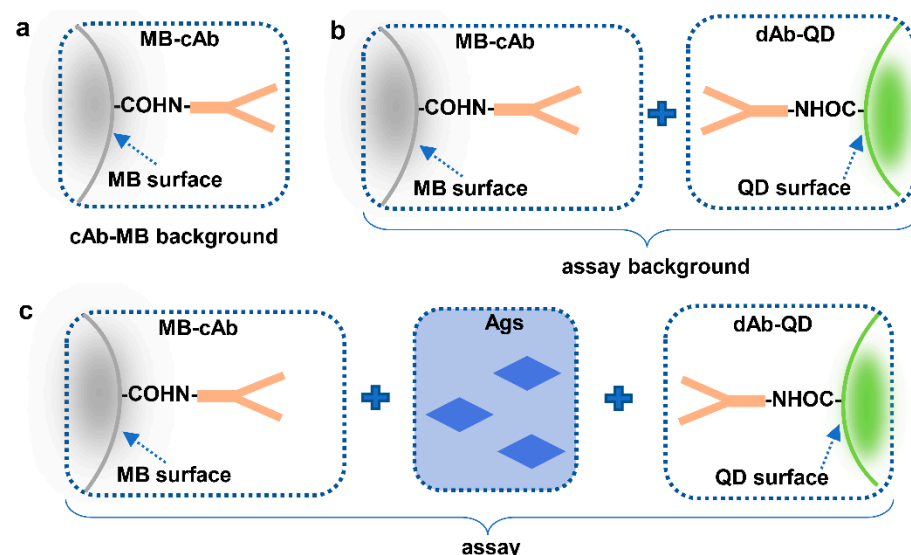 a
MB-cAb
-COHN-
MB surface
cAb-MB background
b
MB-cAb
dAb-QD
-COHN-
-NHOC-
MB surface
QD surface
assay background
c
MB-cAb
Ags
dAb-QD
-COHN-
-NHOC-
MB surface
QD surface
assay